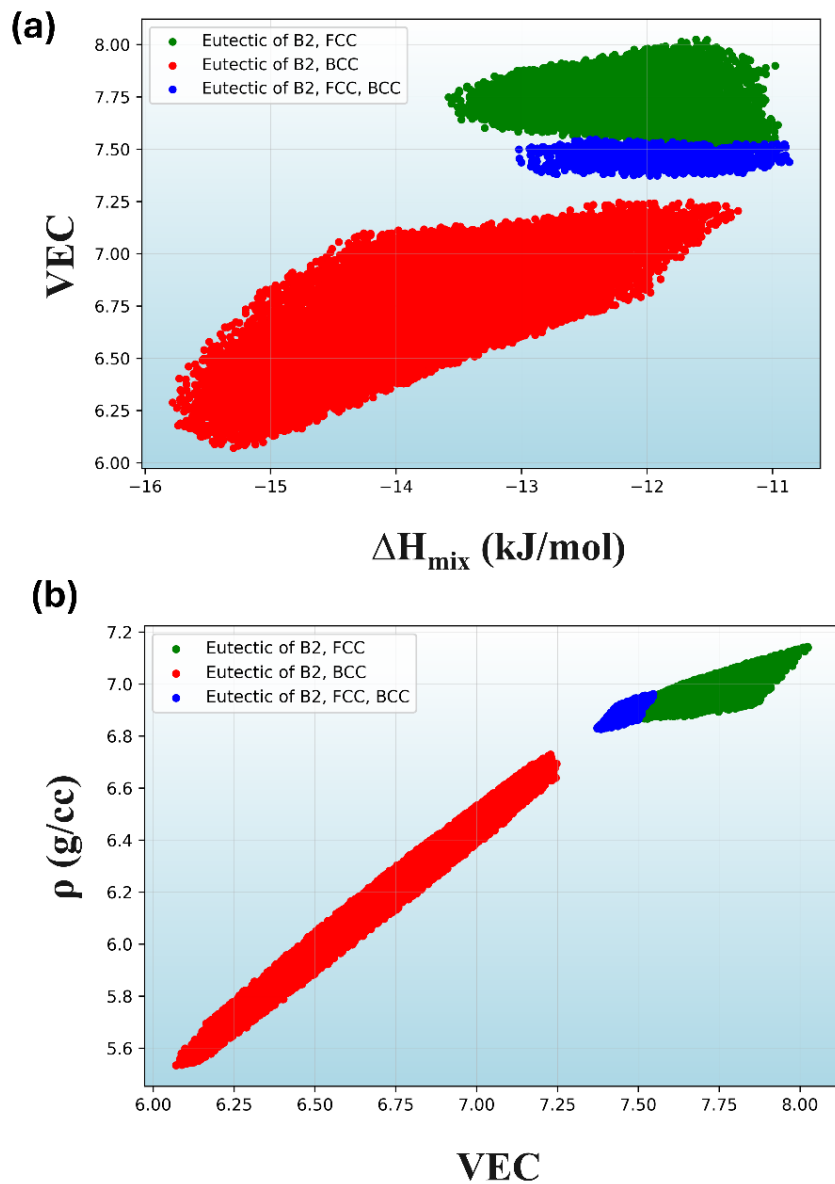 (a)
Eutectic of B2, FCC
Eutectic of B2, BCC
Eutectic of B2, FCC, BCC
8.00
7.75
7.50
7.25
7.00
6.75
6.50
6.25
6.00
VEC
−16 −15 −14 −13 −12 −11
ΔHmix (kJ/mol)
(b)
Eutectic of B2, FCC
Eutectic of B2, BCC
Eutectic of B2, FCC, BCC
7.2
7.0
6.8
6.6
6.4
6.2
6.0
5.8
5.6
ρ (g/cc)
6.00 6.25 6.50 6.75 7.00 7.25 7.50 7.75 8.00
VEC